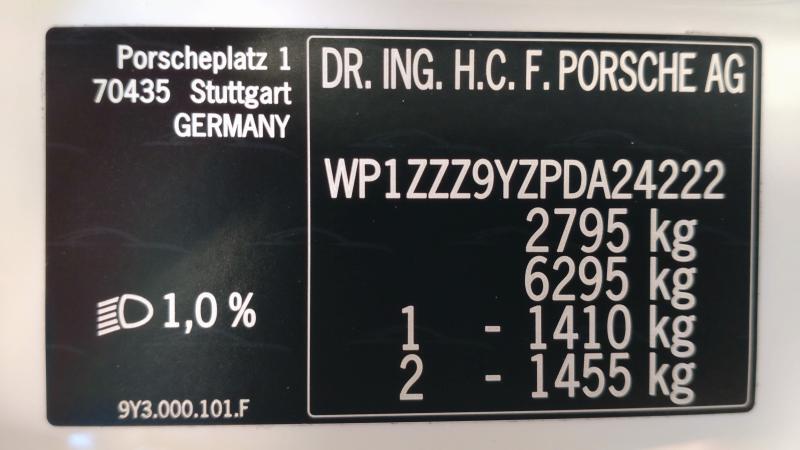 Porscheplatz 1
70435 Stuttgart
GERMANY
1,0 %
9Y3.000.101.F
DR. ING. H.C. F. PORSCHE AG
WP1ZZZ9YZPDA24222
2795 kg
6295 kg
1 - 1410 kg
2 - 1455 kg